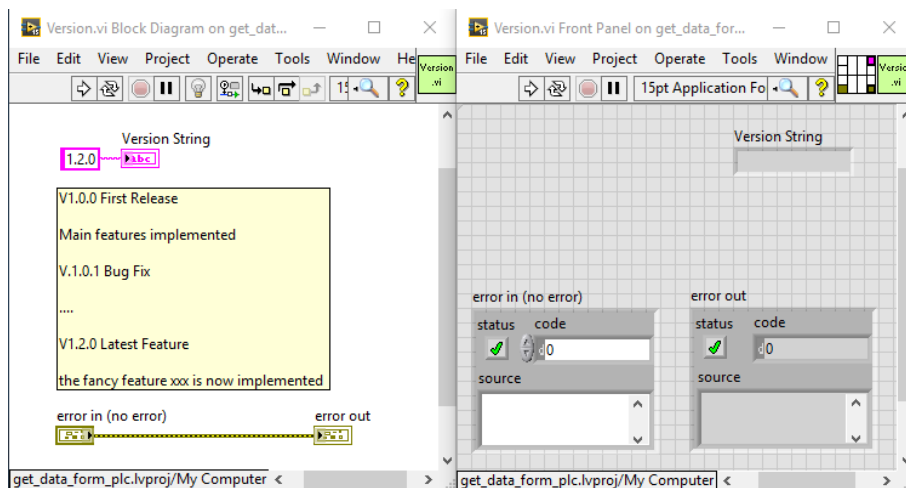 Version.vi Block Diagram on get_dat...
File Edit View Project Operate Tools Window He
Version
.vi
Version String
1.2.0
abc
V1.0.0 First Release
Main features implemented
V.1.0.1 Bug Fix
....
V1.2.0 Latest Feature
the fancy feature xxx is now implemented
error in (no error)
error out
get_data_form_plc.lvproj/My Computer
Version.vi Front Panel on get_data_for...
File Edit View Project Operate Tools Window
Versio
.vi
15pt Application Fo
Version String
error in (no error)
status code
d0
source
error out
status code
d0
source
get_data_form_plc.lvproj/My Computer